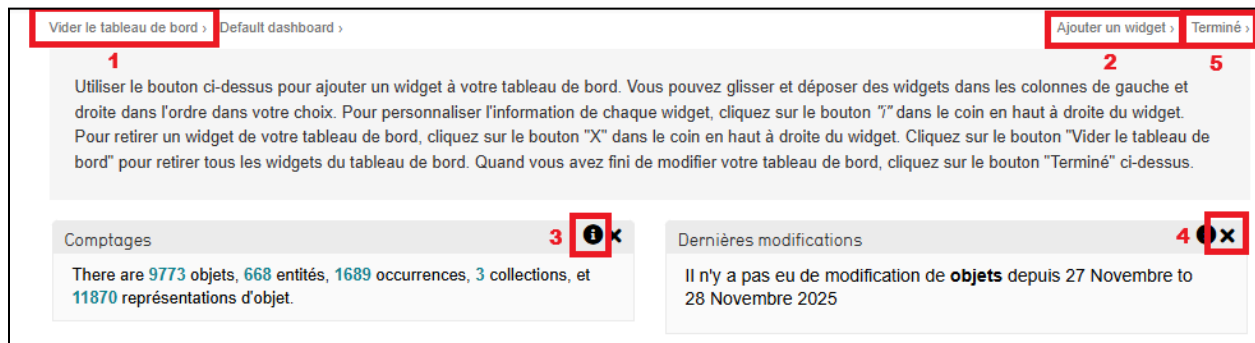 Vider le tableau de bord › Default dashboard › Ajouter un widget › Terminé ›
1 2 5
Utiliser le bouton ci-dessus pour ajouter un widget à votre tableau de bord. Vous pouvez glisser et déposer des widgets dans les colonnes de gauche et
droite dans l'ordre dans votre choix. Pour personnaliser l'information de chaque widget, cliquez sur le bouton "i" dans le coin en haut à droite du widget.
Pour retirer un widget de votre tableau de bord, cliquez sur le bouton "X" dans le coin en haut à droite du widget. Cliquez sur le bouton "Vider le tableau de
bord" pour retirer tous les widgets du tableau de bord. Quand vous avez fini de modifier votre tableau de bord, cliquez sur le bouton "Terminé" ci-dessus.
Comptages 3
There are 9773 objets, 668 entités, 1689 occurrences, 3 collections, et
11870 représentations d'objet.
Dernières modifications 4
Il n'y a pas eu de modification de objets depuis 27 Novembre to
28 Novembre 2025